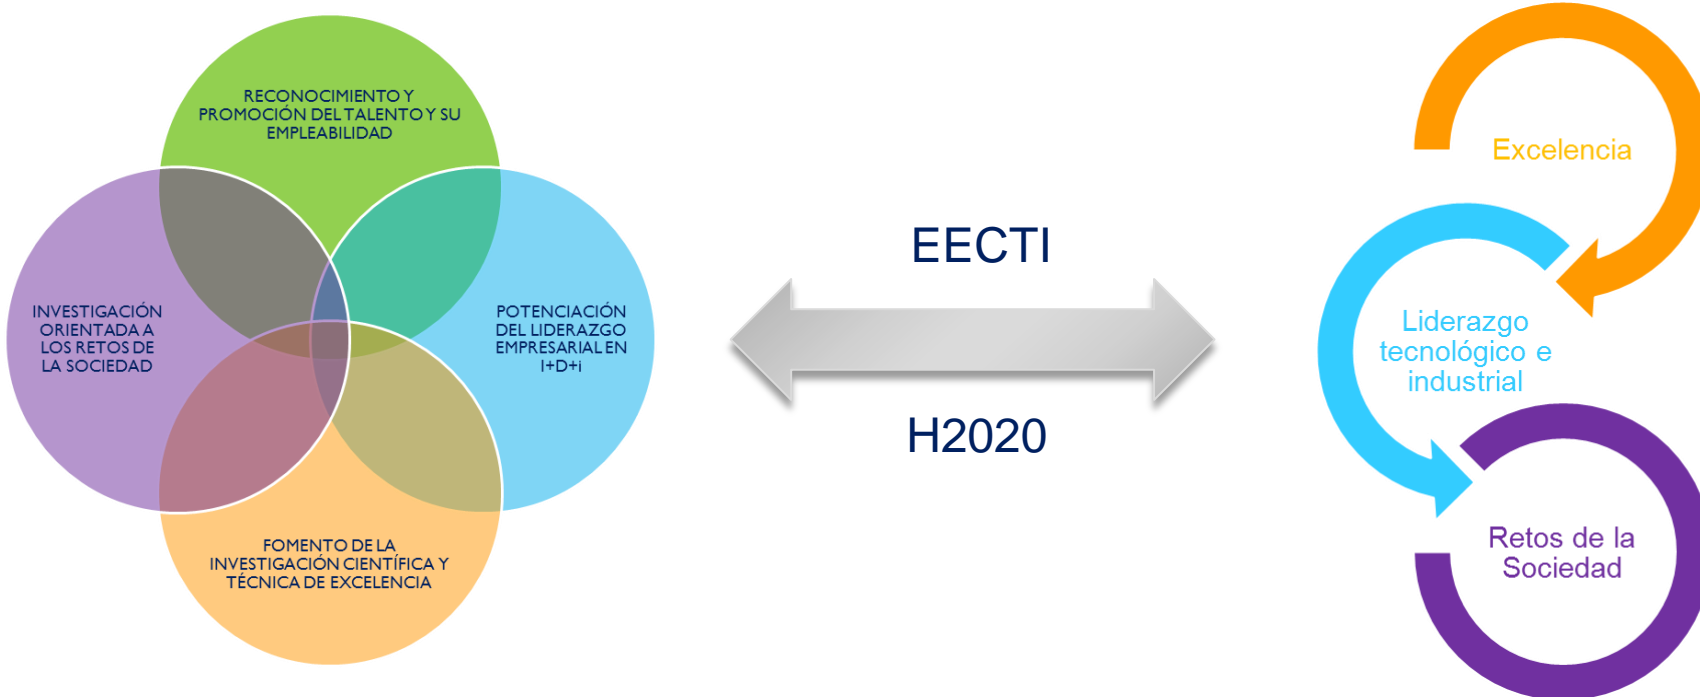 RECONOCIMIENTO Y
PROMOCIÓN DEL TALENTO Y SU
EMPLEABILIDAD
INVESTIGACIÓN
ORIENTADA A
LOS RETOS DE
LA SOCIEDAD
POTENCIACIÓN
DEL LIDERAZGO
EMPRESARIAL EN
I+D+i
FOMENTO DE LA
INVESTIGACIÓN CIENTÍFICA Y
TÉCNICA DE EXCELENCIA
EECTI
H2020
Excelencia
Liderazgo
tecnológico e
industrial
Retos de la
Sociedad